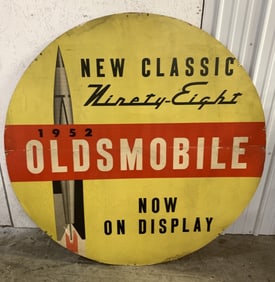 NEW CLASSIC
Ninety-Eight
1952
OLDSMOBILE
NOW
ON DISPLAY